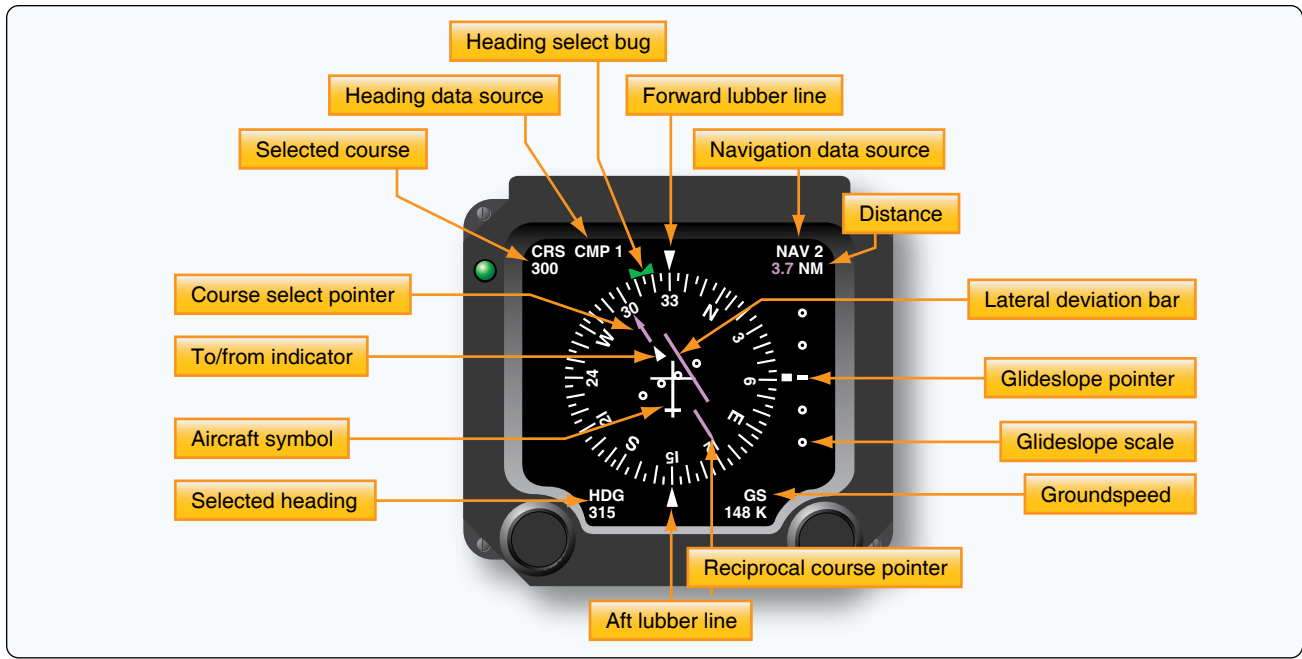 Heading select bug
Heading data source
Forward lubber line
Selected course
Navigation data source
Distance
CRS CMP 1
300
NAV 2
3.7 NM
Course select pointer
Lateral deviation bar
To/from indicator
Glideslope pointer
Aircraft symbol
Glideslope scale
Selected heading
Groundspeed
33
N
3
6
E
12
15
S
21
24
W
30
HDG
315
GS
148 K
Reciprocal course pointer
Aft lubber line